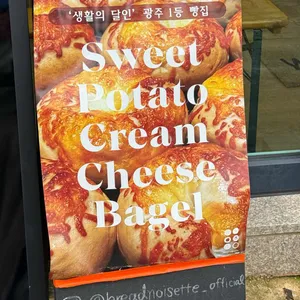 '생활의 달인' 광주 1등 빵집
Sweet
Potato
Cream
Cheese
Bagel
@breadnoisette_official